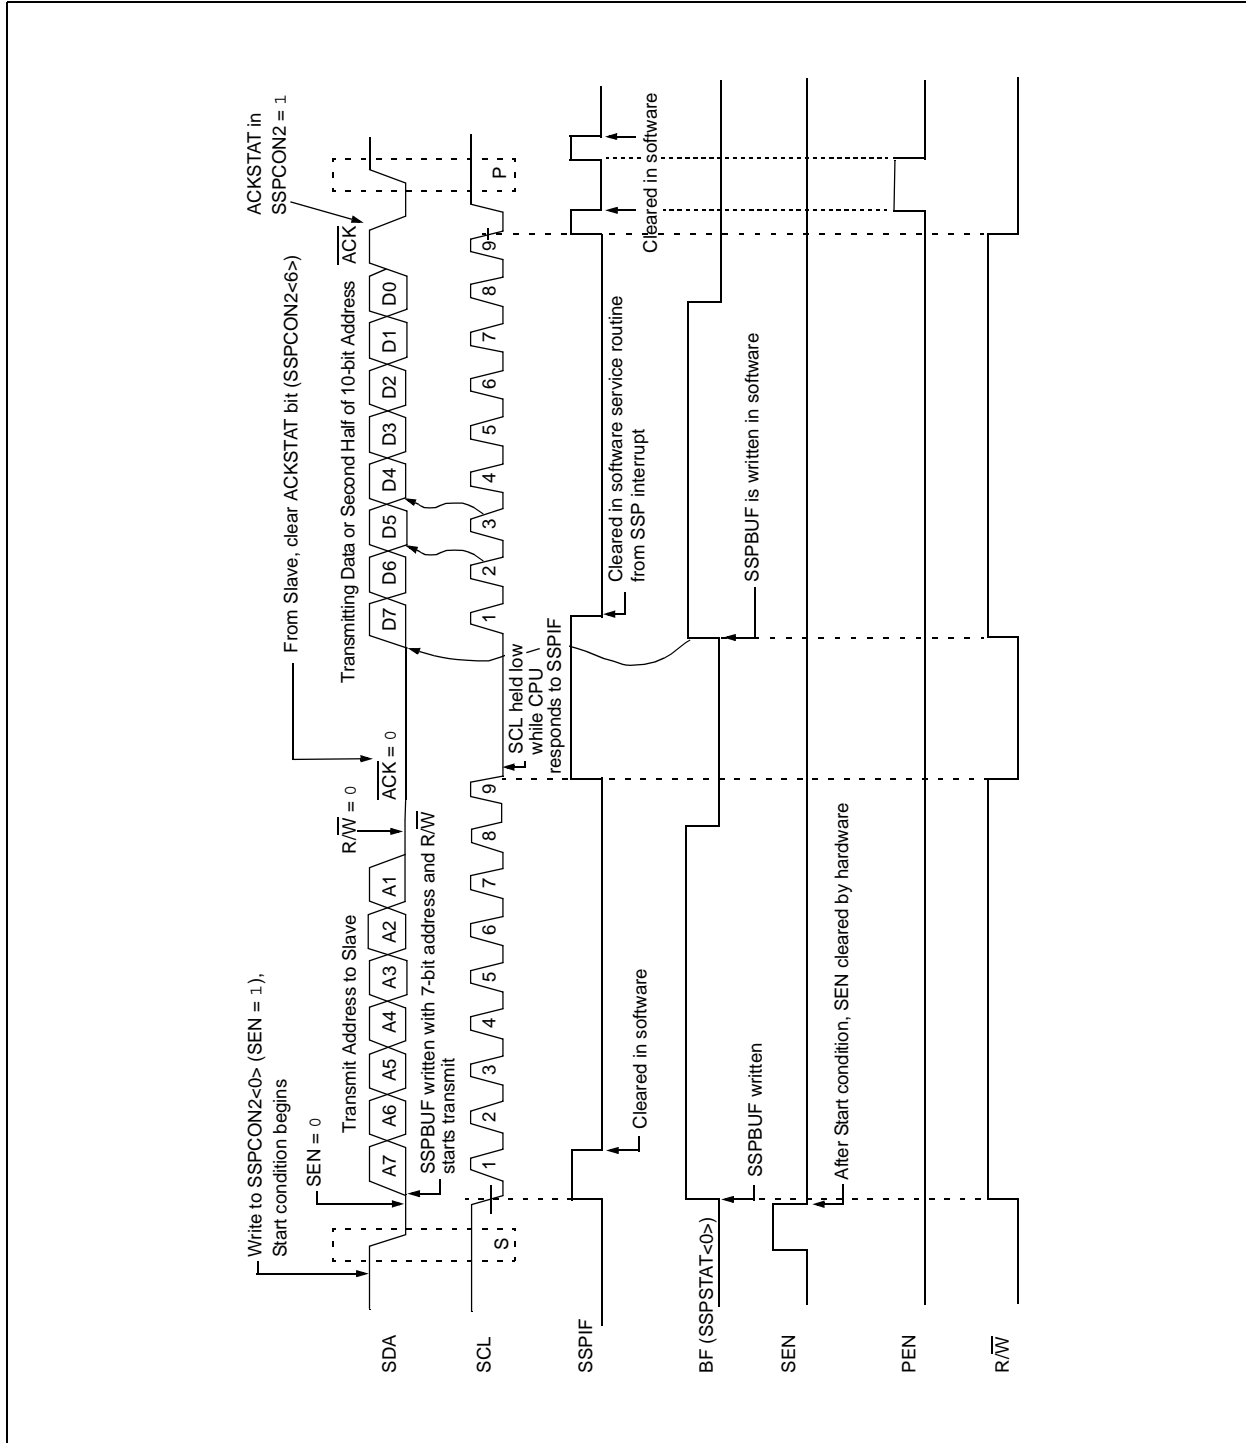 Write to SSPCON2<0> (SEN = 1),
Start condition begins
SEN = 0
Transmit Address to Slave
R/W = 0
From Slave, clear ACKSTAT bit (SSPCON2<6>)
ACK = 0
Transmitting Data or Second Half of 10-bit Address
ACK
ACKSTAT in
SSPCON2 = 1
SDA
A7 A6 A5 A4 A3 A2 A1
D7 D6 D5 D4 D3 D2 D1 D0
SSPBUF written with 7-bit address and R/W
starts transmit
SCL
S
1 2 3 4 5 6 7 8 9
1 2 3 4 5 6 7 8 9
P
SCL held low
while CPU
responds to SSPIF
SSPIF
Cleared in software
Cleared in software service routine
from SSP interrupt
Cleared in software
BF (SSPSTAT<0>)
SSPBUF written
SSPBUF is written in software
SEN
After Start condition, SEN cleared by hardware
PEN
R/W